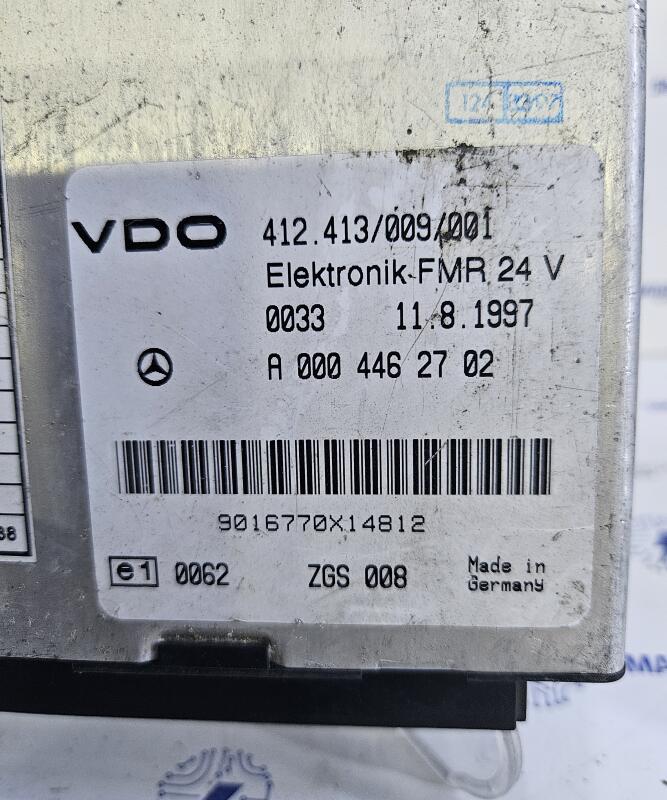 124
VDO 412.413/009/001
Elektronik-FMR 24 V
0033 11.8.1997
A 000 446 27 02
9016770X14812
e1 0062 ZGS 008 Made in
Germany